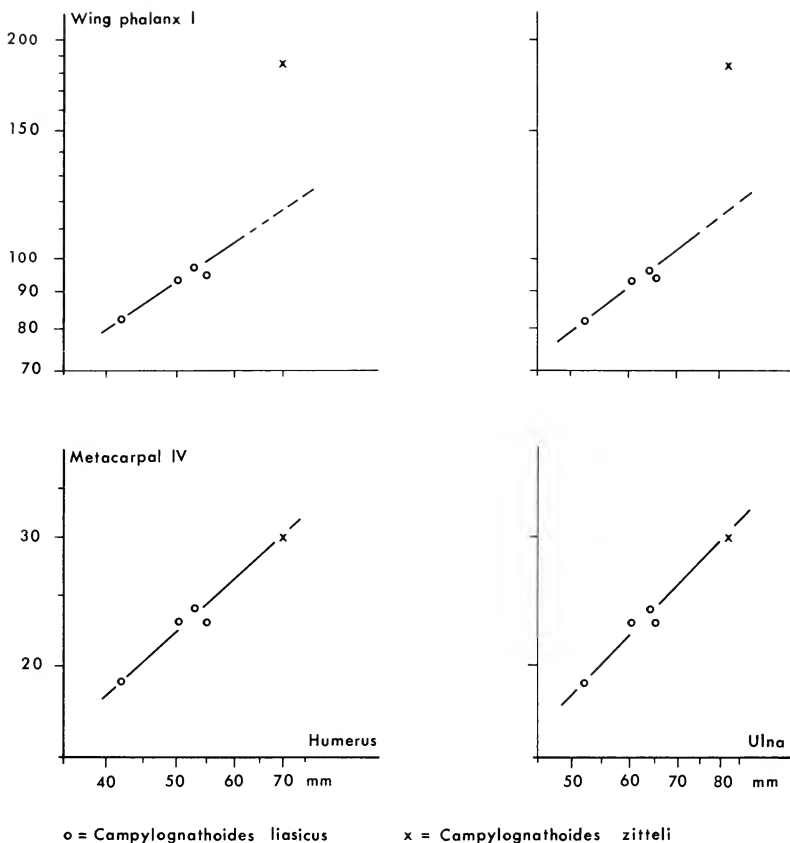 Wing phalanx I
200
150
100
90
80
70
Metacarpal IV
30
20
Humerus
Ulna
40 50 60 70 mm
50 60 70 80 mm
o = Campylognathoides liasicus x = Campylognathoides zitteli